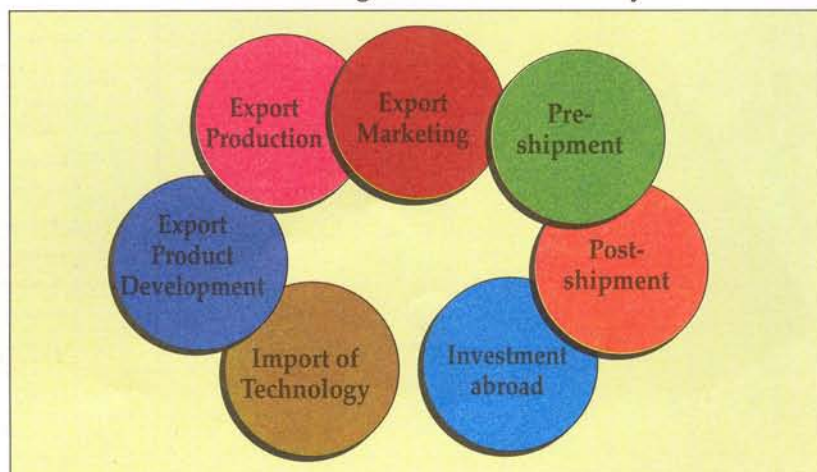 Export
Production
Export
Marketing
Pre-
shipment
Export
Product
Development
Post-
shipment
Import of
Technology
Investment
abroad